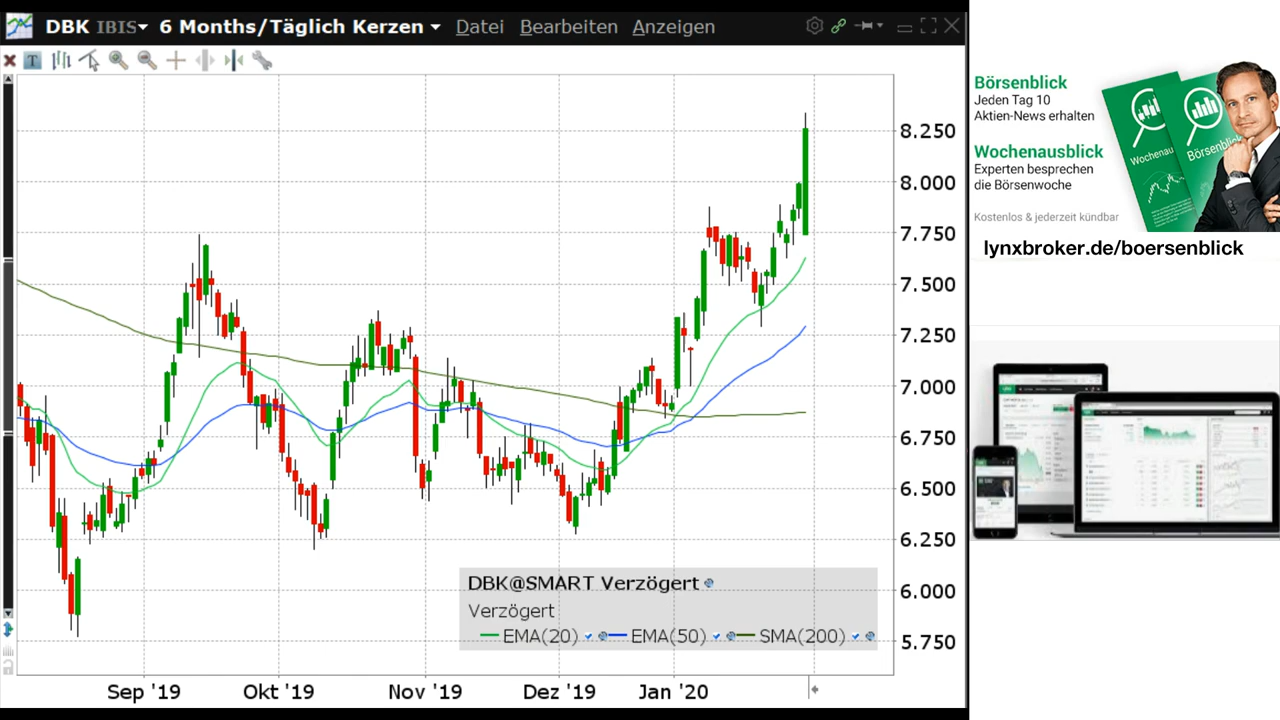 DBK IBIS 6 Months/Täglich Kerzen Datei Bearbeiten Anzeigen
T
8.250
8.000
7.750
7.500
7.250
7.000
6.750
6.500
6.250
6.000
5.750
DBK@SMART Verzögert
Verzögert
EMA(20) EMA(50) SMA(200)
Sep '19 Okt '19 Nov '19 Dez '19 Jan '20
Börsenblick
Jeden Tag 10
Aktien-News erhalten
Wochenausblick
Experten besprechen
die Börsenwoche
Kostenlos & jederzeit kündbar
Wochenau
Börsenblick
lynxbroker.de/boersenblick